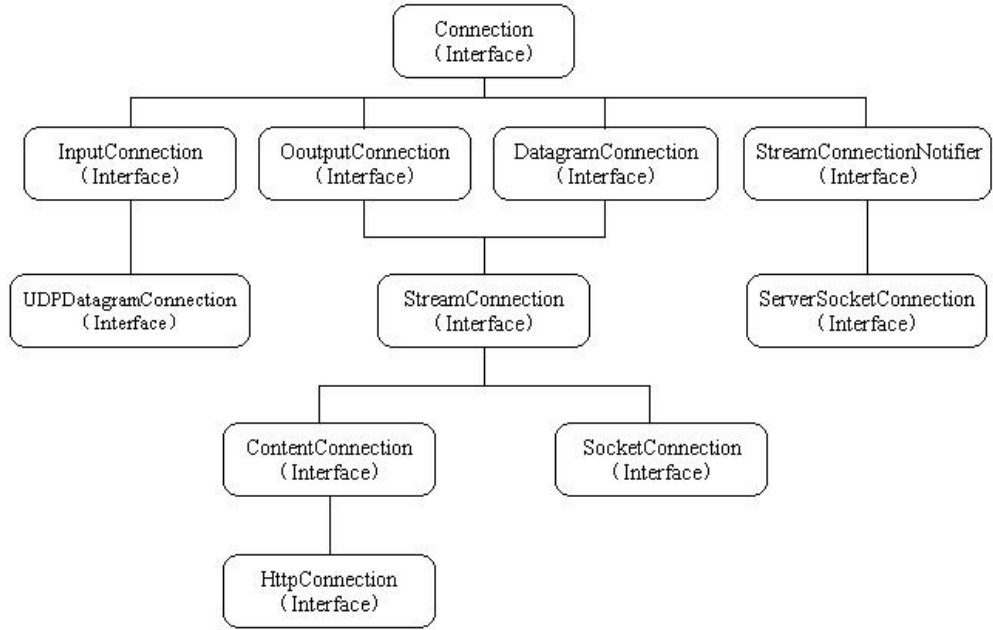 Connection
(Interface)
InputConnection
(Interface)
OoutputConnection
(Interface)
DatagramConnection
(Interface)
StreamConnectionNotifier
(Interface)
UDPDatagramConnection
(Interface)
StreamConnection
(Interface)
ServerSocketConnection
(Interface)
ContentConnection
(Interface)
SocketConnection
(Interface)
HttpConnection
(Interface)